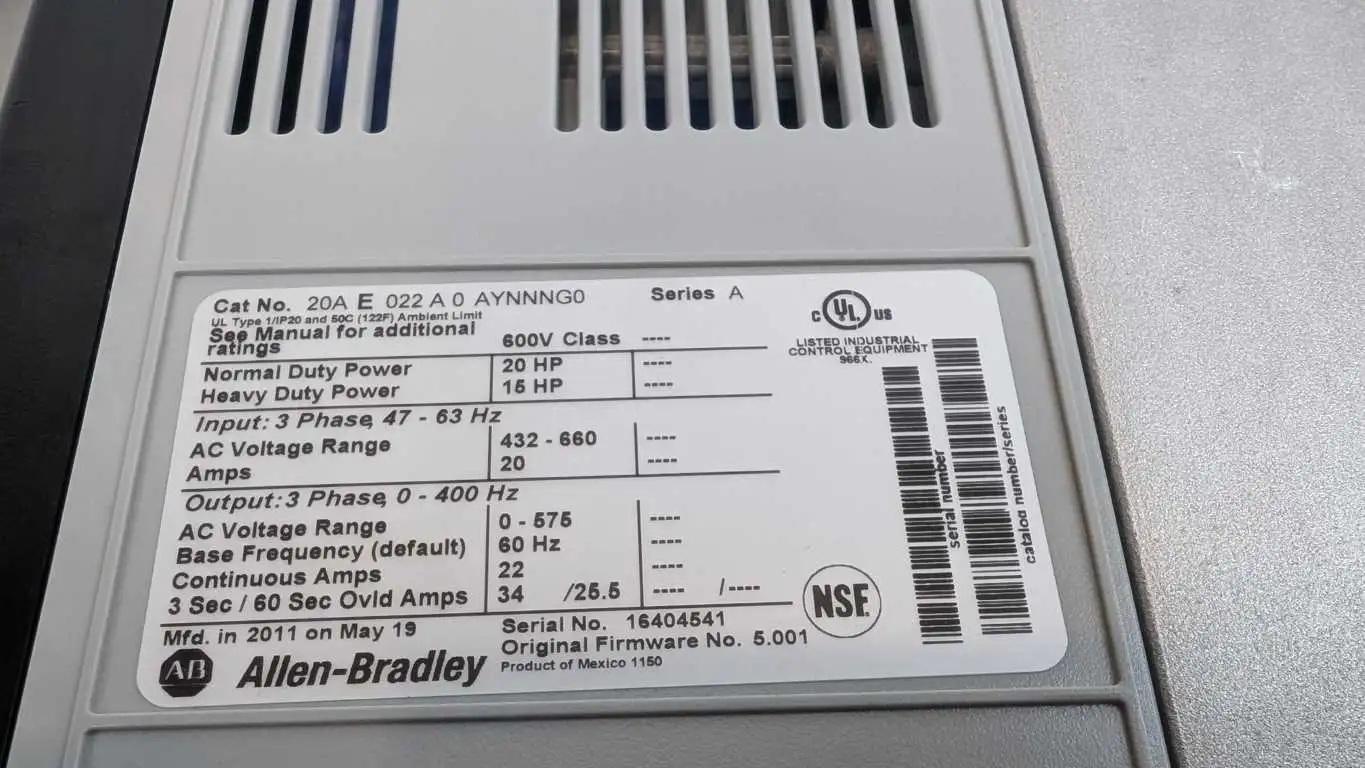 Cat No. 20A E 022 A 0 AYNNNG0 Series A
UL Type 1/IP20 and 50C (122F) Ambient Limit
See Manual for additional
ratings
600V Class ----
Normal Duty Power 20 HP ----
Heavy Duty Power 15 HP ----
Input: 3 Phase, 47 - 63 Hz
AC Voltage Range 432 - 660 ----
Amps 20 ----
Output: 3 Phase, 0 - 400 Hz
AC Voltage Range 0 - 575 ----
Base Frequency (default) 60 Hz ----
Continuous Amps 22 ----
3 Sec / 60 Sec Ovld Amps 34 /25.5 ---- /----
Mfd. in 2011 on May 19
Serial No. 16404541
Original Firmware No. 5.001
AB Allen-Bradley
Product of Mexico 1150
C UL US
LISTED INDUSTRIAL
CONTROL EQUIPMENT
966X.
serial number
catalog number/series
NSF.